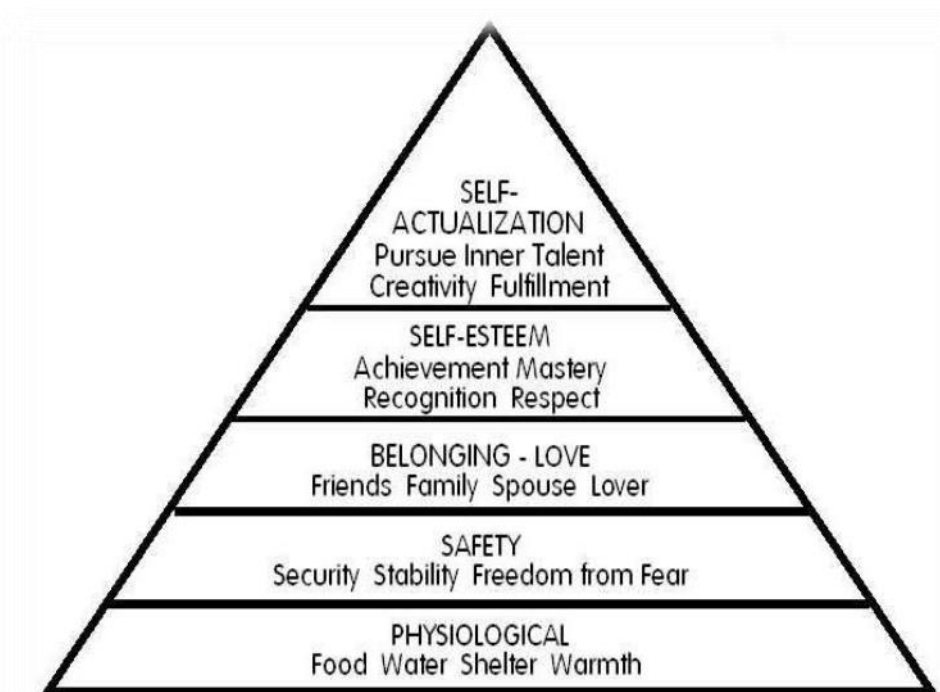 SELF-
ACTUALIZATION
Pursue Inner Talent
Creativity Fulfillment
SELF-ESTEEM
Achievement Mastery
Recognition Respect
BELONGING - LOVE
Friends Family Spouse Lover
SAFETY
Security Stability Freedom from Fear
PHYSIOLOGICAL
Food Water Shelter Warmth